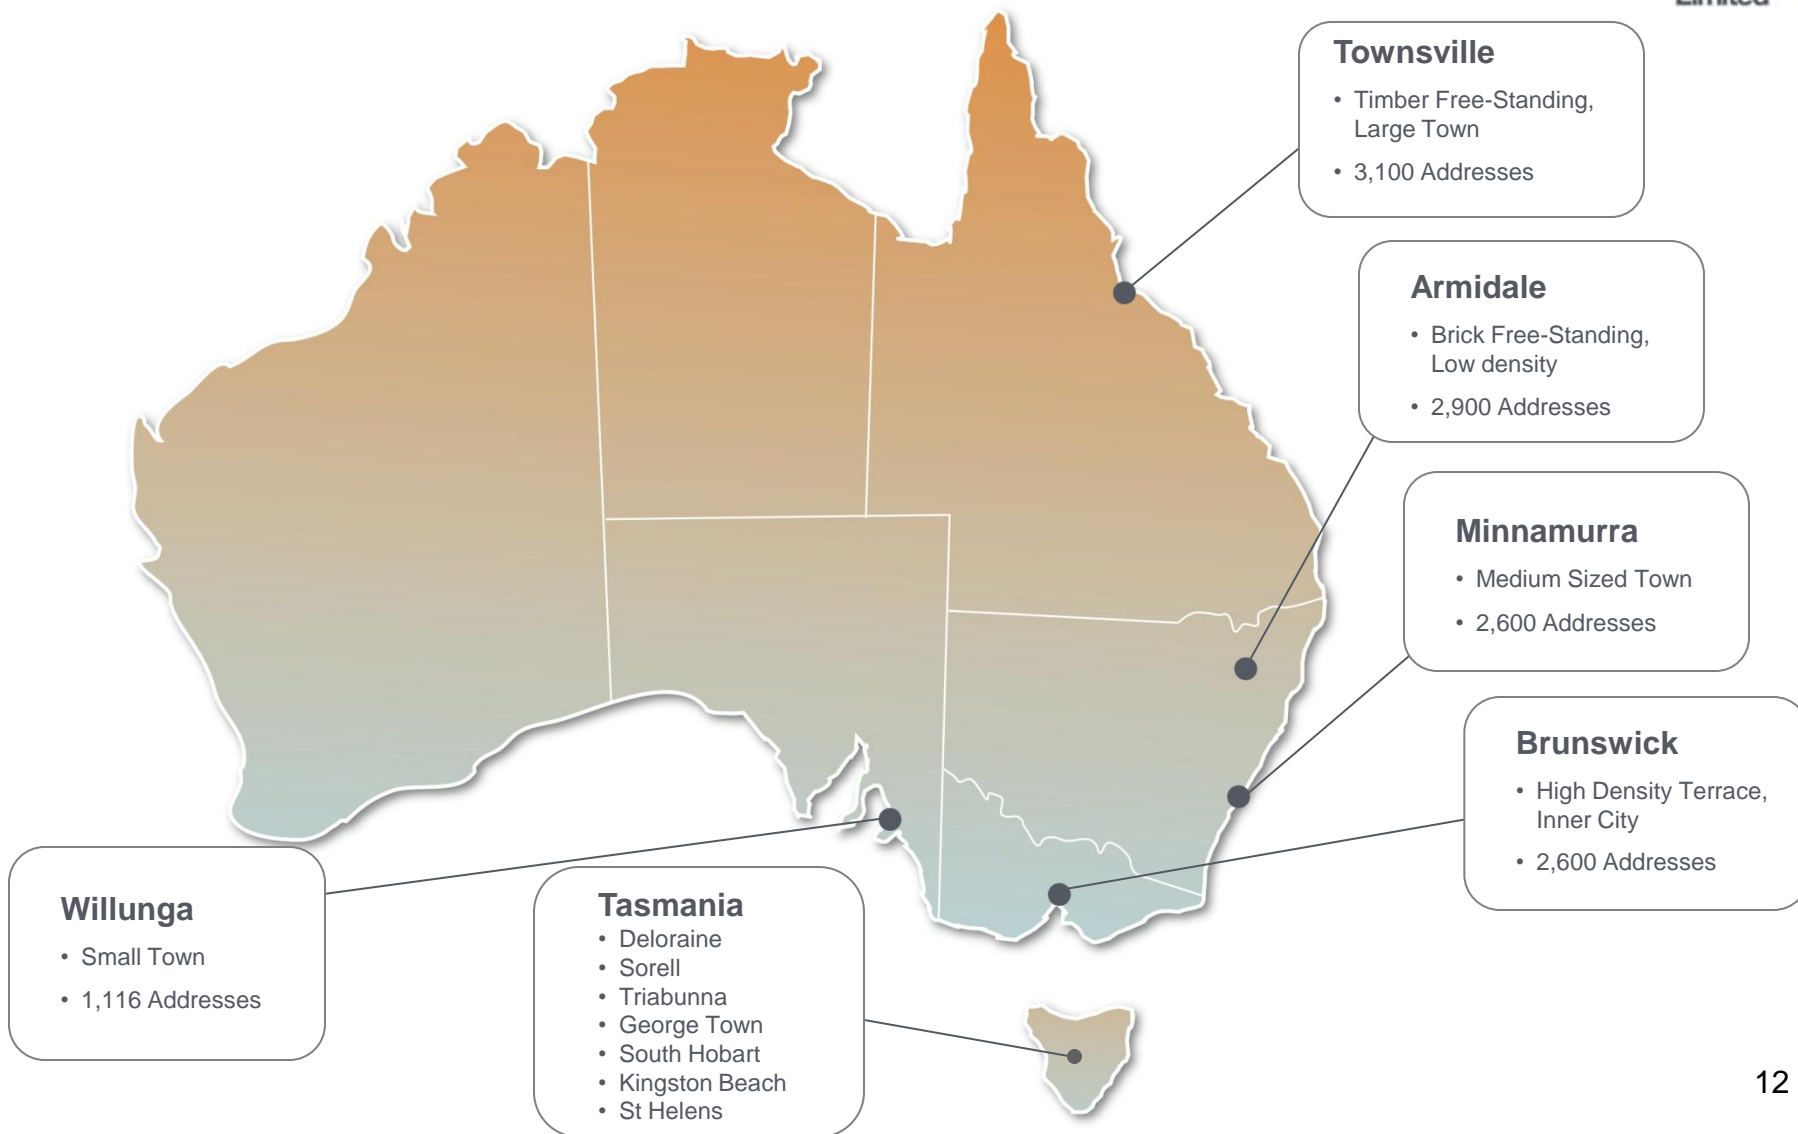 Limited
Townsville
• Timber Free-Standing,
Large Town
• 3,100 Addresses
Armidale
• Brick Free-Standing,
Low density
• 2,900 Addresses
Minnamurra
• Medium Sized Town
• 2,600 Addresses
Brunswick
• High Density Terrace,
Inner City
• 2,600 Addresses
Willunga
• Small Town
• 1,116 Addresses
Tasmania
• Deloraine
• Sorell
• Triabunna
• George Town
• South Hobart
• Kingston Beach
• St Helens
12